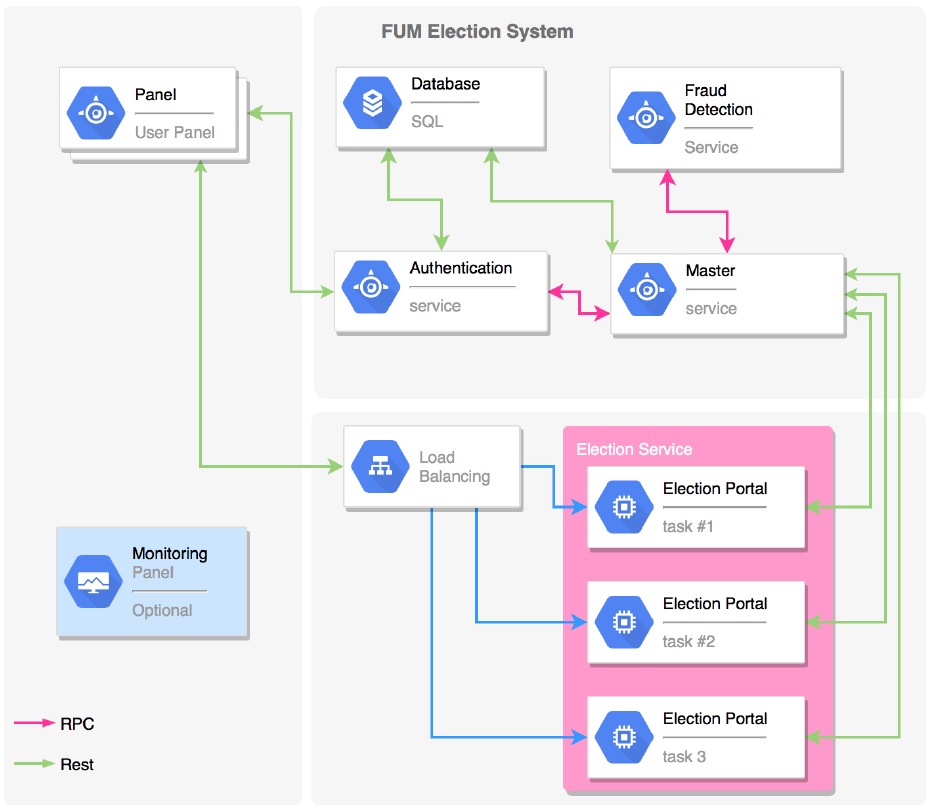 FUM Election System
Panel
User Panel
Database
SQL
Fraud
Detection
Service
Authentication
service
Master
service
Load
Balancing
Election Service
Election Portal
task #1
Election Portal
task #2
Election Portal
task 3
Monitoring
Panel
Optional
RPC
Rest